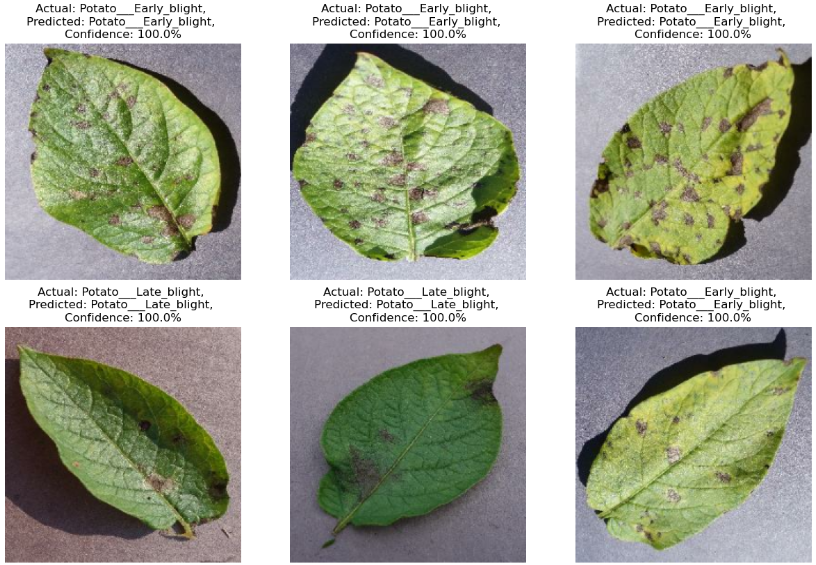 Actual: Potato___Early_blight,
Predicted: Potato___Early_blight,
Confidence: 100.0%
Actual: Potato___Early_blight,
Predicted: Potato___Early_blight,
Confidence: 100.0%
Actual: Potato___Early_blight,
Predicted: Potato___Early_blight,
Confidence: 100.0%
Actual: Potato___Late_blight,
Predicted: Potato___Late_blight,
Confidence: 100.0%
Actual: Potato___Late_blight,
Predicted: Potato___Late_blight,
Confidence: 100.0%
Actual: Potato___Early_blight,
Predicted: Potato___Early_blight,
Confidence: 100.0%